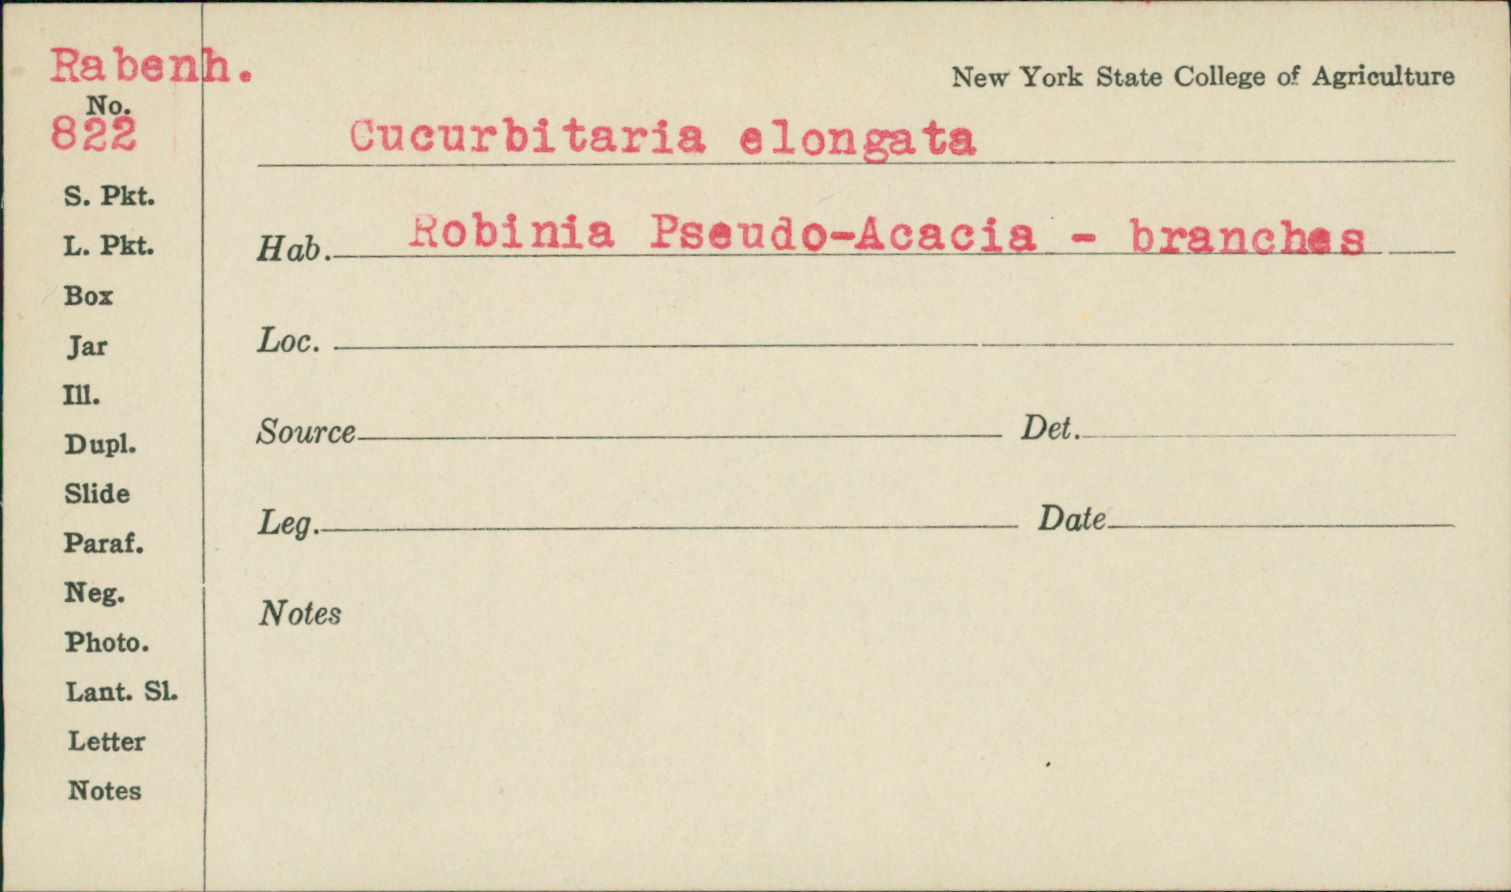 Rabenh.
No.
822
New York State College of Agriculture
Cucurbitaria elongata
Hab. Robinia Pseudo-Acacia - branches
Loc.
Source Det.
Leg. Date
Notes
S. Pkt.
L. Pkt.
Box
Jar
Ill.
Dupl.
Slide
Paraf.
Neg.
Photo.
Lant. Sl.
Letter
Notes